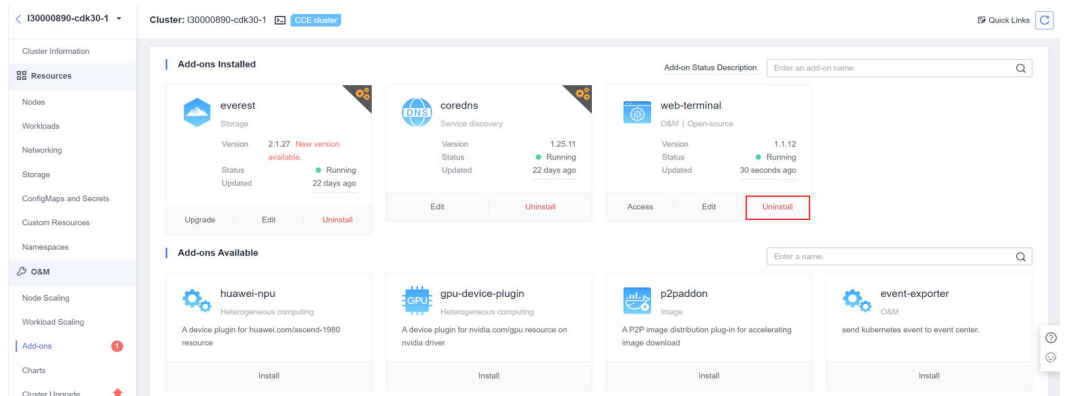 I30000890-cdk30-1
Cluster: I30000890-cdk30-1 CCE cluster
Quick Links
Cluster Information
Resources
Nodes
Workloads
Networking
Storage
ConfigMaps and Secrets
Custom Resources
Namespaces
O&M
Node Scaling
Workload Scaling
Add-ons 1
Charts
Cluster Upgrade
Add-ons Installed
Add-on Status Description
Enter an add-on name.
everest
Storage
Version 2.1.27 New version
available.
Status Running
Updated 22 days ago
Upgrade Edit Uninstall
DNS
coredns
Service discovery
Version 1.25.11
Status Running
Updated 22 days ago
Edit Uninstall
web-terminal
O&M | Open-source
Version 1.1.12
Status Running
Updated 30 seconds ago
Access Edit Uninstall
Add-ons Available
Enter a name.
huawei-npu
Heterogeneous computing
A device plugin for huawei.com/ascend-1980
resource
Install
GPU
gpu-device-plugin
Heterogeneous computing
A device plugin for nvidia.com/gpu resource on
nvidia driver
Install
p2paddon
Image
A P2P image distribution plug-in for accelerating
image download
Install
event-exporter
O&M
send kubernetes event to event center.
Install